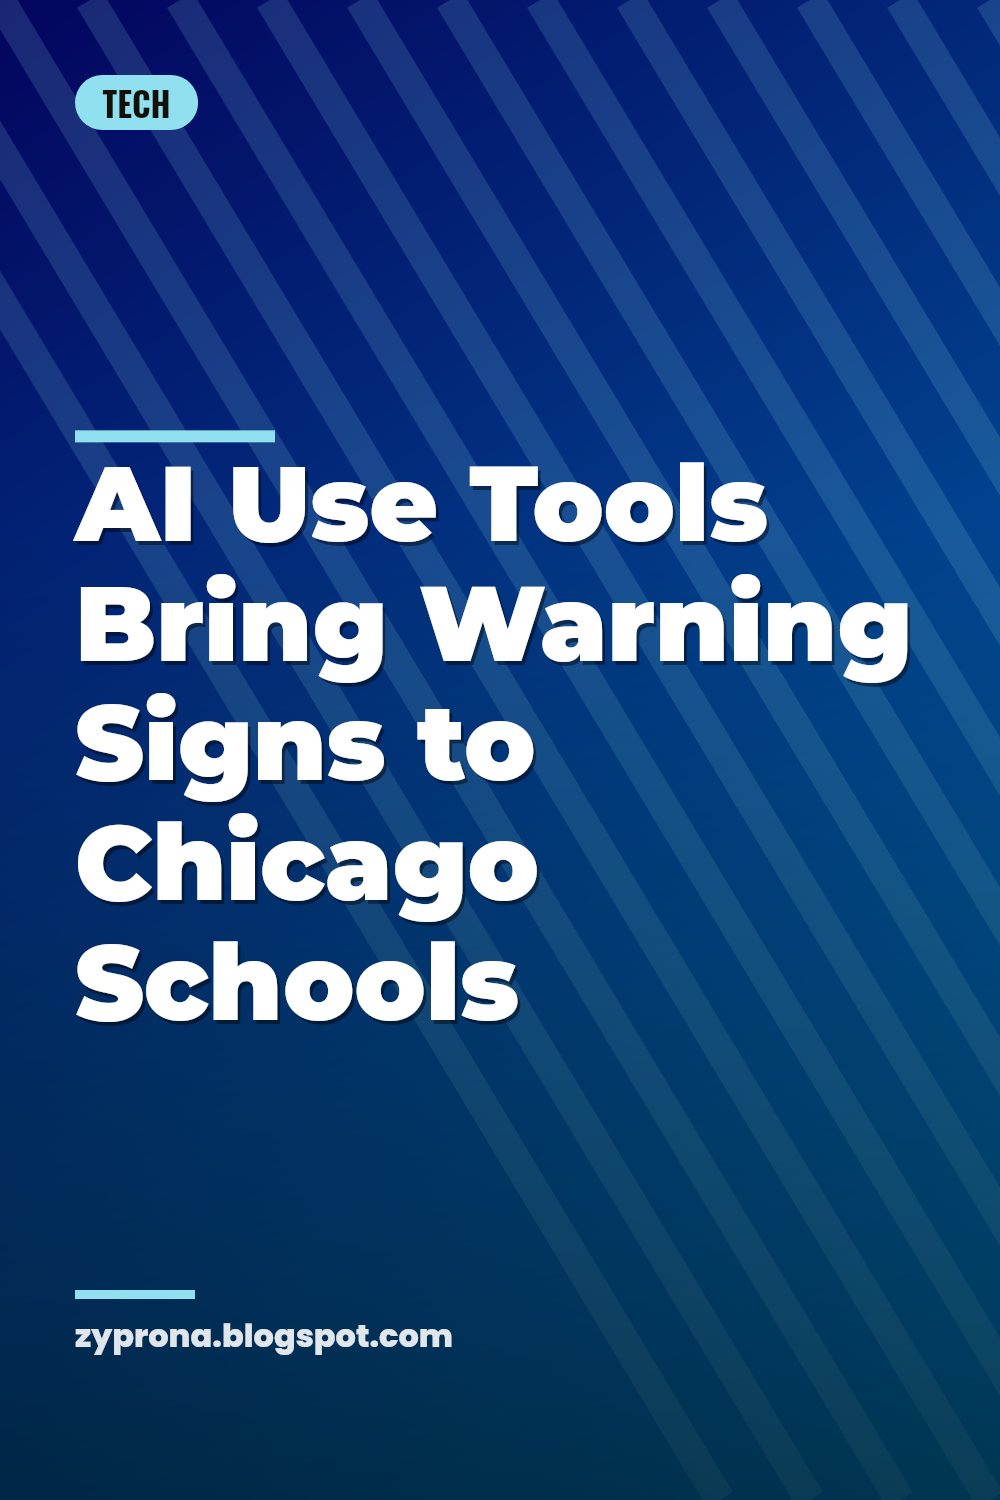 TECH
AI Use Tools
Bring Warning
Signs to
Chicago
Schools
zyprona.blogspot.com